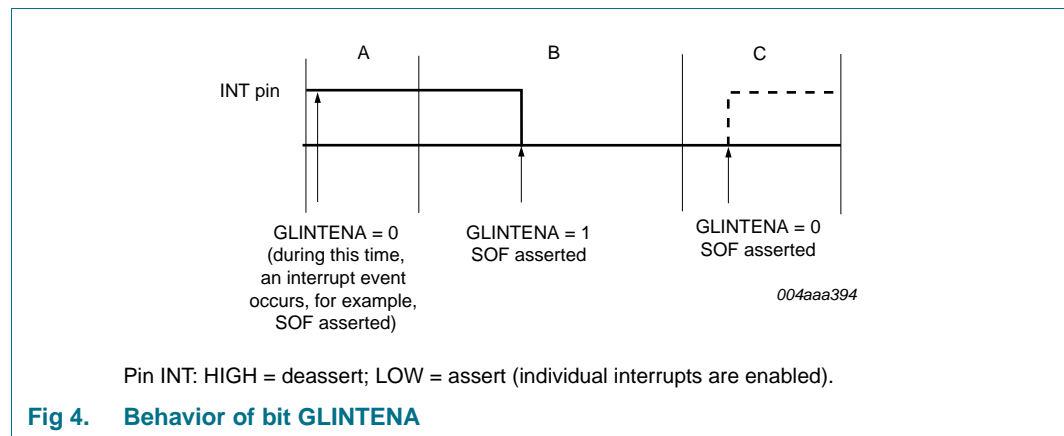 A
B
C
INT pin
GLINTENA = 0
(during this time,
an interrupt event
occurs, for example,
SOF asserted)
GLINTENA = 1
SOF asserted
GLINTENA = 0
SOF asserted
004aaa394
Pin INT: HIGH = deassert; LOW = assert (individual interrupts are enabled).
Fig 4. Behavior of bit GLINTENA